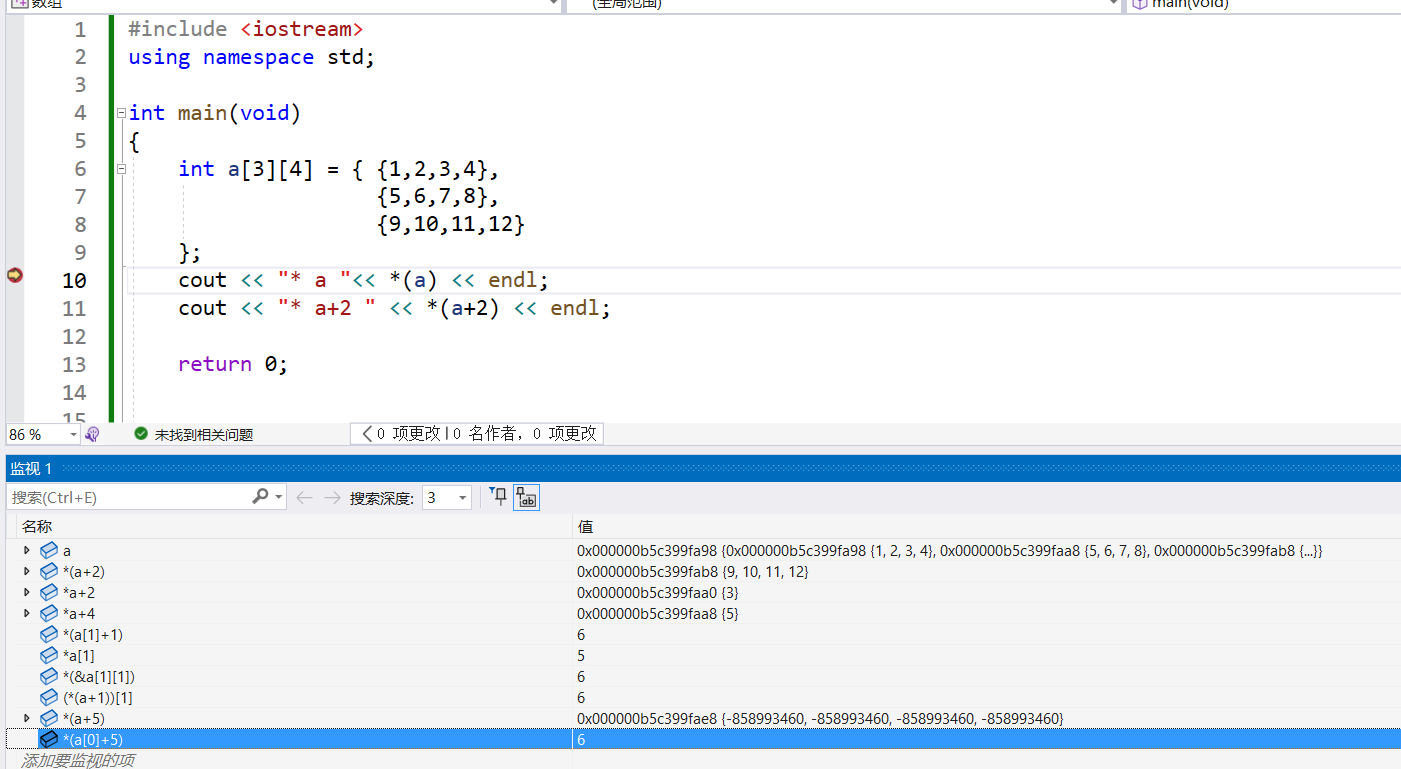 数组 (全局范围) main(void)
1 #include <iostream>
2 using namespace std;
3
4 int main(void)
5 {
6 int a[3][4] = { {1,2,3,4},
7 {5,6,7,8},
8 {9,10,11,12}
9 };
10 cout << "* a "<< *(a) << endl;
11 cout << "* a+2 " << *(a+2) << endl;
12
13 return 0;
14
15
86 % 未找到相关问题 0 项更改 | 0 名作者，0 项更改
监视 1
搜索(Ctrl+E) 搜索深度: 3
名称 值
a 0x000000b5c399fa98 {0x000000b5c399fa98 {1, 2, 3, 4}, 0x000000b5c399faa8 {5, 6, 7, 8}, 0x000000b5c399fab8 {...}}
*(a+2) 0x000000b5c399fab8 {9, 10, 11, 12}
*a+2 0x000000b5c399faa0 {3}
*a+4 0x000000b5c399faa8 {5}
*(a[1]+1) 6
*a[1] 5
*(&a[1][1]) 6
(*(a+1))[1] 6
*(a+5) 0x000000b5c399fae8 {-858993460, -858993460, -858993460, -858993460}
*(a[0]+5) 6
添加要监视的项